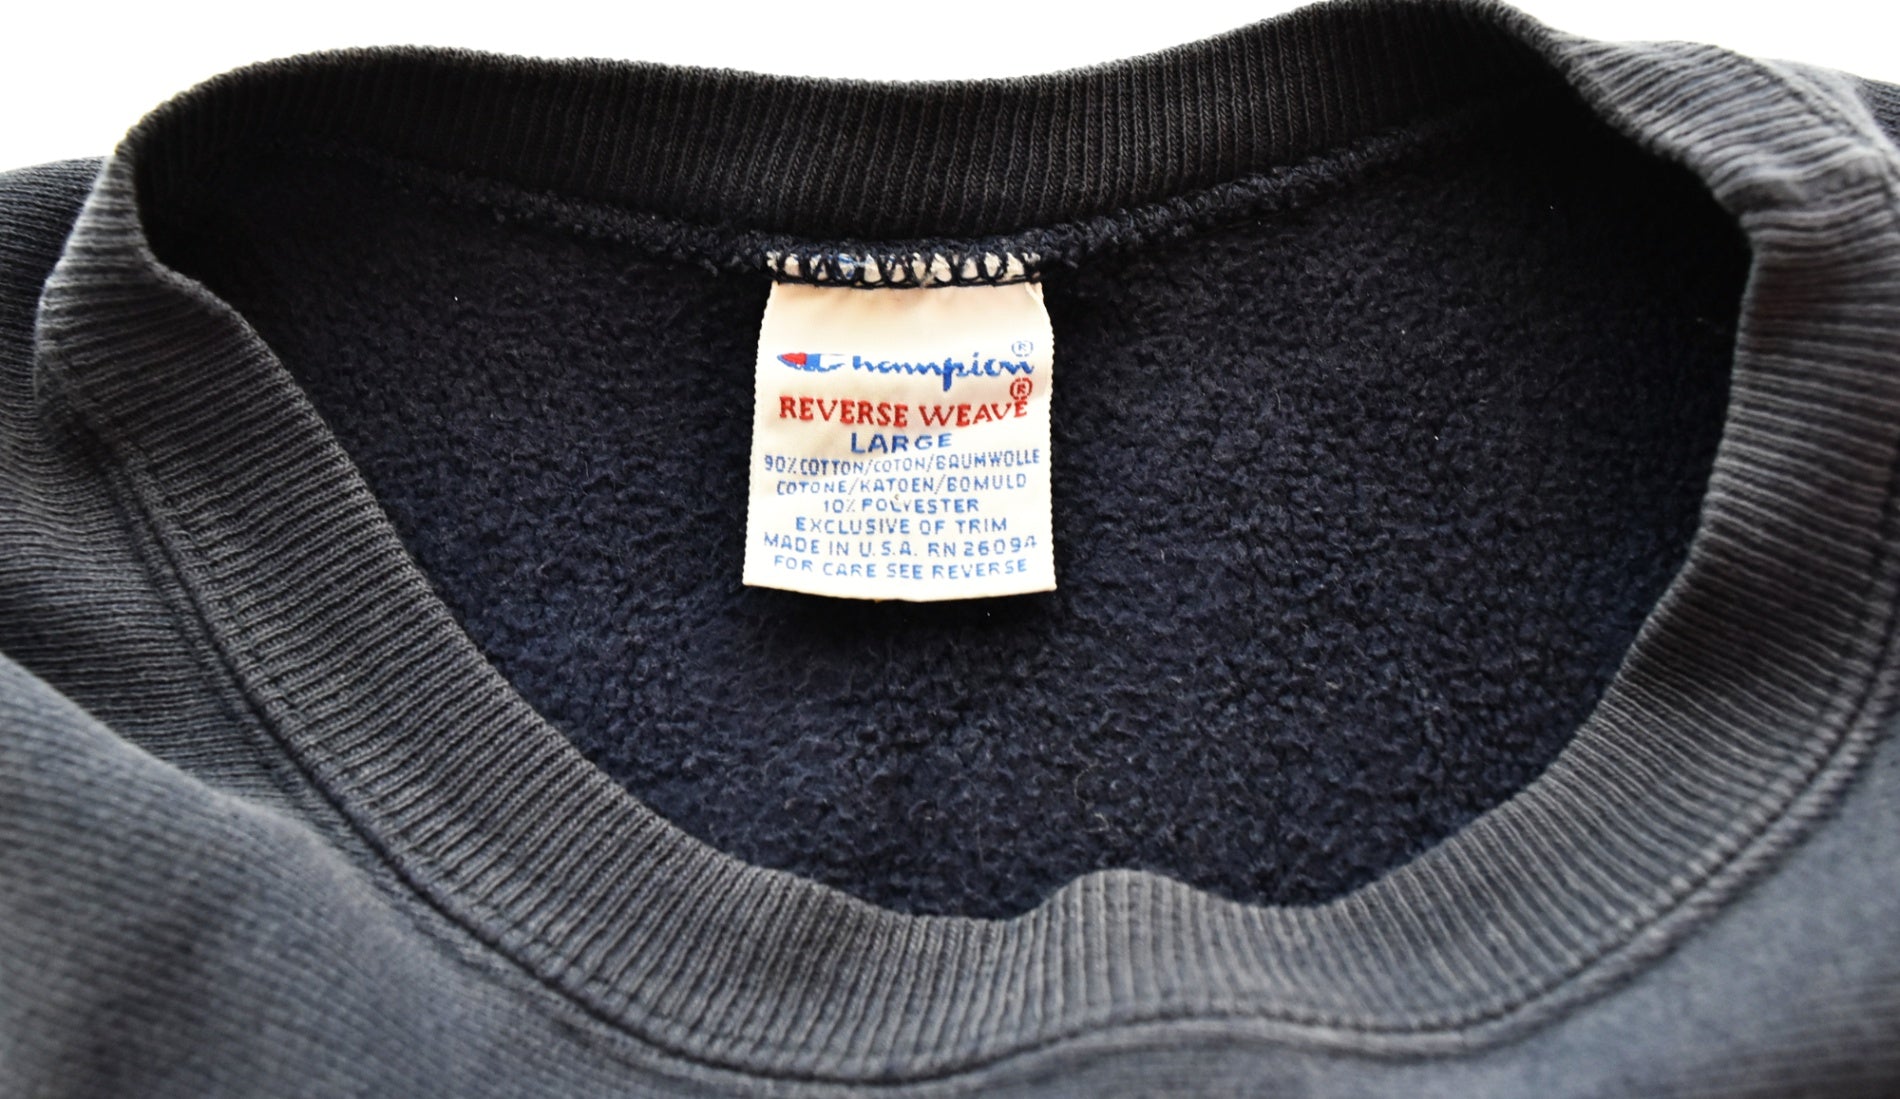 Champion®
REVERSE WEAVE®
LARGE
90% COTTON/COTON/BAUMWOLLE
COTONE/KATOEN/BOMULD
10% POLYESTER
EXCLUSIVE OF TRIM
MADE IN U.S.A. RN 26094
FOR CARE SEE REVERSE